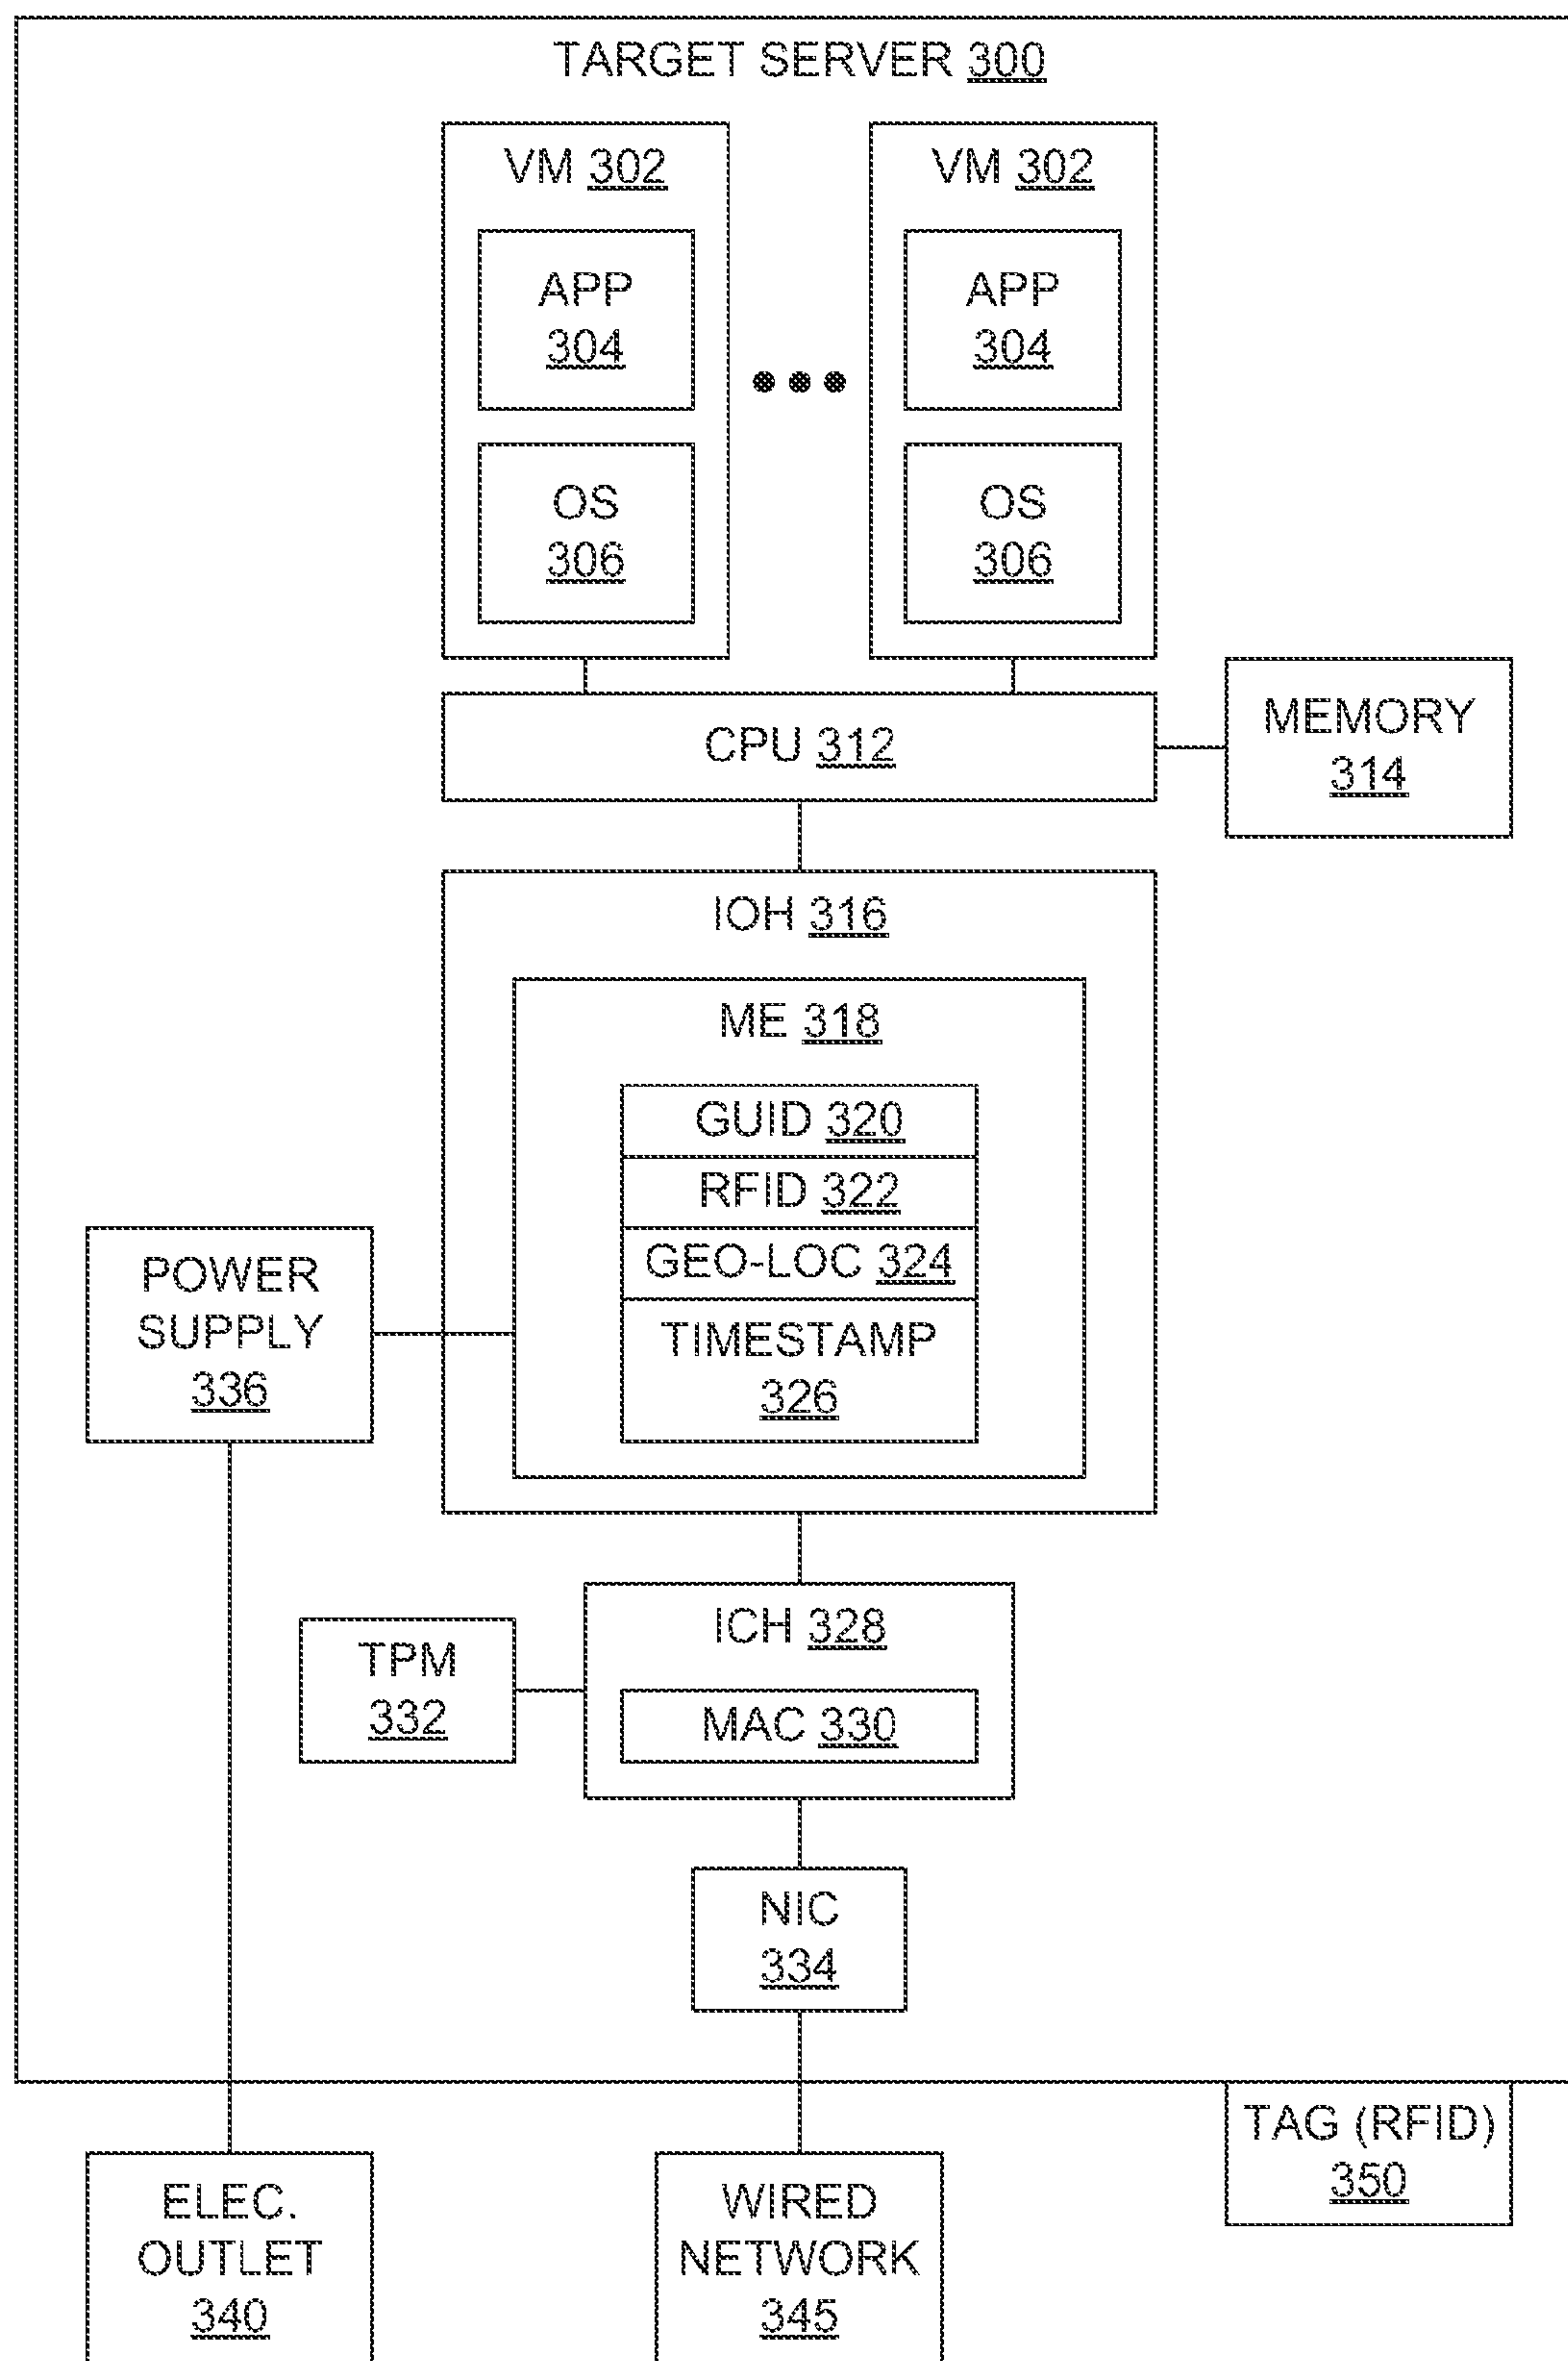 TARGET SERVER 300
VM 302
APP
304
OS
306
VM 302
APP
304
OS
306
CPU 312
MEMORY
314
IOH 316
ME 318
GUID 320
RFID 322
GEO-LOC 324
TIMESTAMP
326
POWER
SUPPLY
336
ICH 328
MAC 330
TPM
332
NIC
334
TAG (RFID)
350
ELEC.
OUTLET
340
WIRED
NETWORK
345